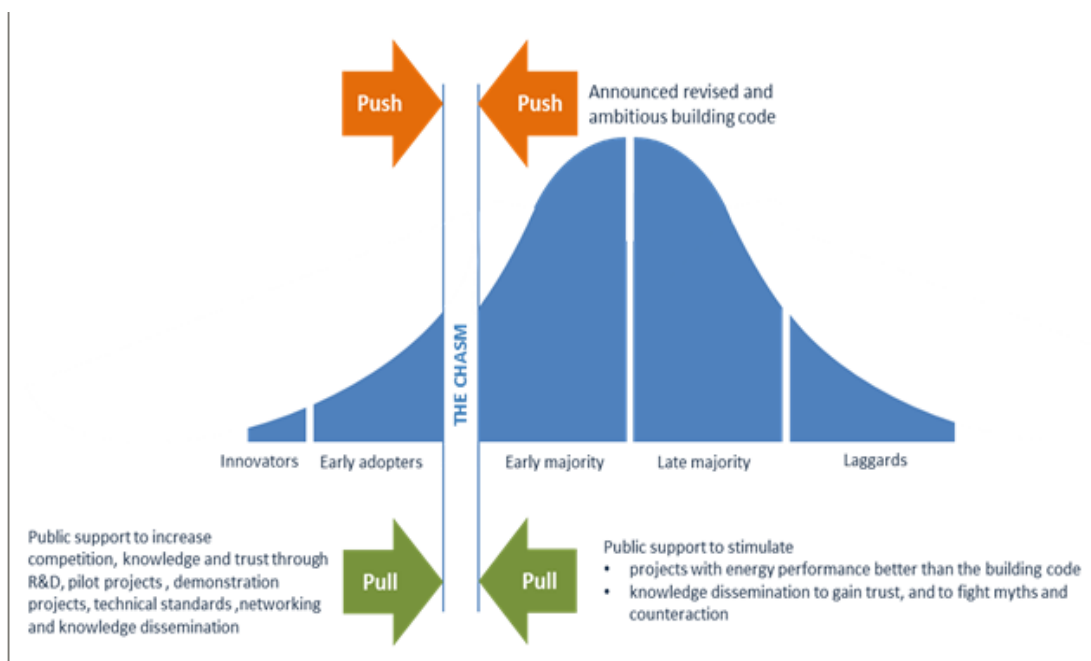 Push
Push
Announced revised and
ambitious building code
THE CHASM
Innovators
Early adopters
Early majority
Late majority
Laggards
Public support to increase
competition, knowledge and trust through
R&D, pilot projects , demonstration
projects, technical standards ,networking
and knowledge dissemination
Pull
Pull
Public support to stimulate
• projects with energy performance better than the building code
• knowledge dissemination to gain trust, and to fight myths and
counteraction